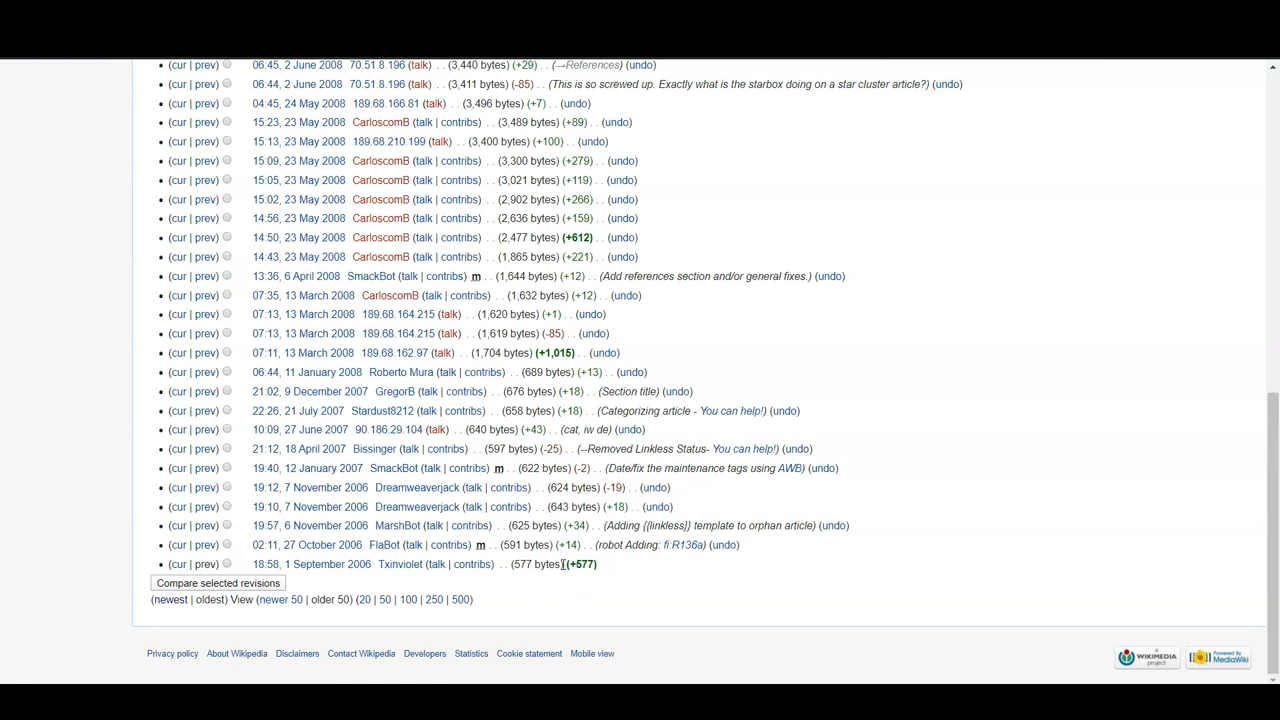 (cur | prev) 06:45, 2 June 2008 70.51.8.196 (talk) . . (3,440 bytes) (+29) . . (→References) (undo)
(cur | prev) 06:44, 2 June 2008 70.51.8.196 (talk) . . (3,411 bytes) (-85) . . (This is so screwed up. Exactly what is the starbox doing on a star cluster article?) (undo)
(cur | prev) 04:45, 24 May 2008 189.68.166.81 (talk) . . (3,496 bytes) (+7) . . (undo)
(cur | prev) 15:23, 23 May 2008 CarloscomB (talk | contribs) . . (3,489 bytes) (+89) . . (undo)
(cur | prev) 15:13, 23 May 2008 189.68.210.199 (talk) . . (3,400 bytes) (+100) . . (undo)
(cur | prev) 15:09, 23 May 2008 CarloscomB (talk | contribs) . . (3,300 bytes) (+279) . . (undo)
(cur | prev) 15:05, 23 May 2008 CarloscomB (talk | contribs) . . (3,021 bytes) (+119) . . (undo)
(cur | prev) 15:02, 23 May 2008 CarloscomB (talk | contribs) . . (2,902 bytes) (+266) . . (undo)
(cur | prev) 14:56, 23 May 2008 CarloscomB (talk | contribs) . . (2,636 bytes) (+159) . . (undo)
(cur | prev) 14:50, 23 May 2008 CarloscomB (talk | contribs) . . (2,477 bytes) (+612) . . (undo)
(cur | prev) 14:43, 23 May 2008 CarloscomB (talk | contribs) . . (1,865 bytes) (+221) . . (undo)
(cur | prev) 13:36, 6 April 2008 SmackBot (talk | contribs) m . . (1,644 bytes) (+12) . . (Add references section and/or general fixes.) (undo)
(cur | prev) 07:35, 13 March 2008 CarloscomB (talk | contribs) . . (1,632 bytes) (+12) . . (undo)
(cur | prev) 07:13, 13 March 2008 189.68.164.215 (talk) . . (1,620 bytes) (+1) . . (undo)
(cur | prev) 07:13, 13 March 2008 189.68.164.215 (talk) . . (1,619 bytes) (-85) . . (undo)
(cur | prev) 07:11, 13 March 2008 189.68.162.97 (talk) . . (1,704 bytes) (+1,015) . . (undo)
(cur | prev) 06:44, 11 January 2008 Roberto Mura (talk | contribs) . . (689 bytes) (+13) . . (undo)
(cur | prev) 21:02, 9 December 2007 GregorB (talk | contribs) . . (676 bytes) (+18) . . (Section title) (undo)
(cur | prev) 22:26, 21 July 2007 Stardust8212 (talk | contribs) . . (658 bytes) (+18) . . (Categorizing article - You can help!) (undo)
(cur | prev) 10:09, 27 June 2007 90.186.29.104 (talk) . . (640 bytes) (+43) . . (cat, iw de) (undo)
(cur | prev) 21:12, 18 April 2007 Bissinger (talk | contribs) . . (597 bytes) (-25) . . (--Removed Linkless Status- You can help!) (undo)
(cur | prev) 19:40, 12 January 2007 SmackBot (talk | contribs) m . . (622 bytes) (-2) . . (Date/fix the maintenance tags using AWB) (undo)
(cur | prev) 19:12, 7 November 2006 Dreamweaverjack (talk | contribs) . . (624 bytes) (-19) . . (undo)
(cur | prev) 19:10, 7 November 2006 Dreamweaverjack (talk | contribs) . . (643 bytes) (+18) . . (undo)
(cur | prev) 19:57, 6 November 2006 MarshBot (talk | contribs) . . (625 bytes) (+34) . . (Adding {{linkless}} template to orphan article) (undo)
(cur | prev) 02:11, 27 October 2006 FlaBot (talk | contribs) m . . (591 bytes) (+14) . . (robot Adding: fi:R136a) (undo)
(cur | prev) 18:58, 1 September 2006 Txinviolet (talk | contribs) . . (577 bytes) (+577)
Compare selected revisions
(newest | oldest) View (newer 50 | older 50) (20 | 50 | 100 | 250 | 500)
Privacy policy About Wikipedia Disclaimers Contact Wikipedia Developers Statistics Cookie statement Mobile view
A WIKIMEDIA project
Powered By MediaWiki